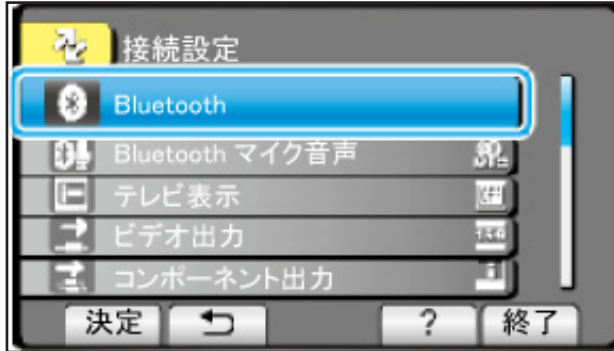 接続設定
Bluetooth
Bluetooth マイク音声
テレビ表示
ビデオ出力
コンポーネント出力
決定 ? 終了